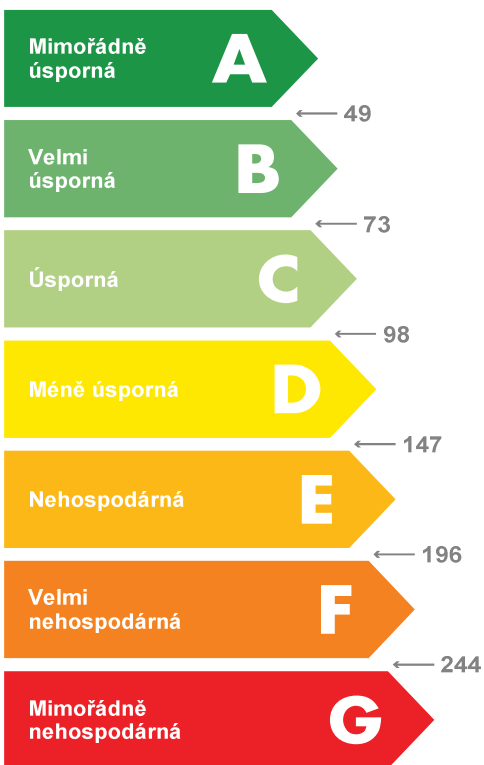 Mimořádně
úsporná
A
49
Velmi
úsporná
B
73
Úsporná
C
98
Méně úsporná
D
147
Nehospodárná
E
196
Velmi
nehospodárná
F
244
Mimořádně
nehospodárná
G